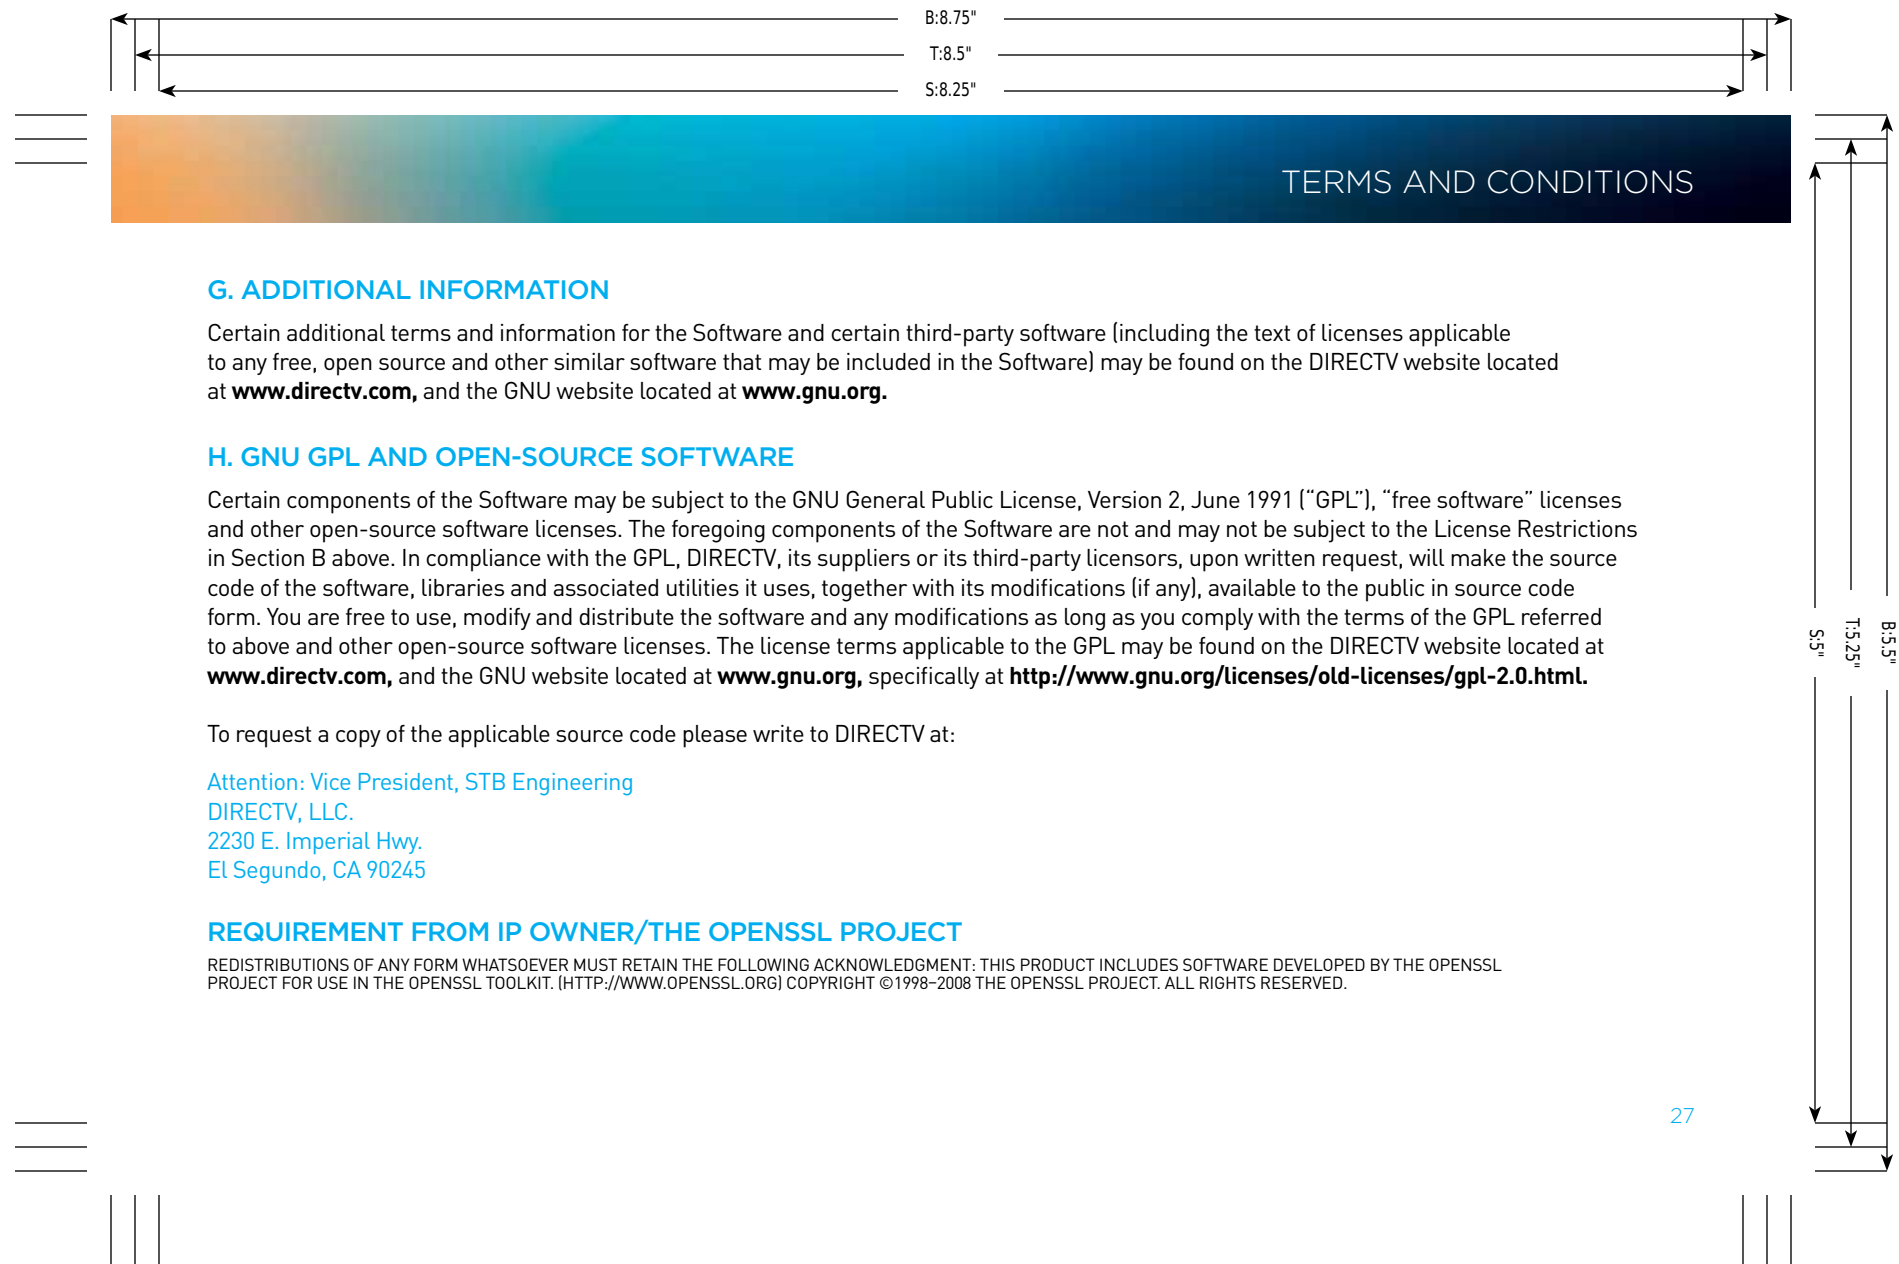 B:8.75"
T:8.5"
S:8.25"
TERMS AND CONDITIONS
G. ADDITIONAL INFORMATION
Certain additional terms and information for the Software and certain third-party software (including the text of licenses applicable
to any free, open source and other similar software that may be included in the Software) may be found on the DIRECTV website located
at www.directv.com, and the GNU website located at www.gnu.org.
H. GNU GPL AND OPEN-SOURCE SOFTWARE
Certain components of the Software may be subject to the GNU General Public License, Version 2, June 1991 (“GPL”), “free software” licenses
and other open-source software licenses. The foregoing components of the Software are not and may not be subject to the License Restrictions
in Section B above. In compliance with the GPL, DIRECTV, its suppliers or its third-party licensors, upon written request, will make the source
code of the software, libraries and associated utilities it uses, together with its modifications (if any), available to the public in source code
form. You are free to use, modify and distribute the software and any modifications as long as you comply with the terms of the GPL referred
to above and other open-source software licenses. The license terms applicable to the GPL may be found on the DIRECTV website located at
www.directv.com, and the GNU website located at www.gnu.org, specifically at http://www.gnu.org/licenses/old-licenses/gpl-2.0.html.
To request a copy of the applicable source code please write to DIRECTV at:
Attention: Vice President, STB Engineering
DIRECTV, LLC.
2230 E. Imperial Hwy.
El Segundo, CA 90245
REQUIREMENT FROM IP OWNER/THE OPENSSL PROJECT
REDISTRIBUTIONS OF ANY FORM WHATSOEVER MUST RETAIN THE FOLLOWING ACKNOWLEDGMENT: THIS PRODUCT INCLUDES SOFTWARE DEVELOPED BY THE OPENSSL
PROJECT FOR USE IN THE OPENSSL TOOLKIT. (HTTP://WWW.OPENSSL.ORG) COPYRIGHT ©1998–2008 THE OPENSSL PROJECT. ALL RIGHTS RESERVED.
27
S:5"
T:5.25"
B:5.5"